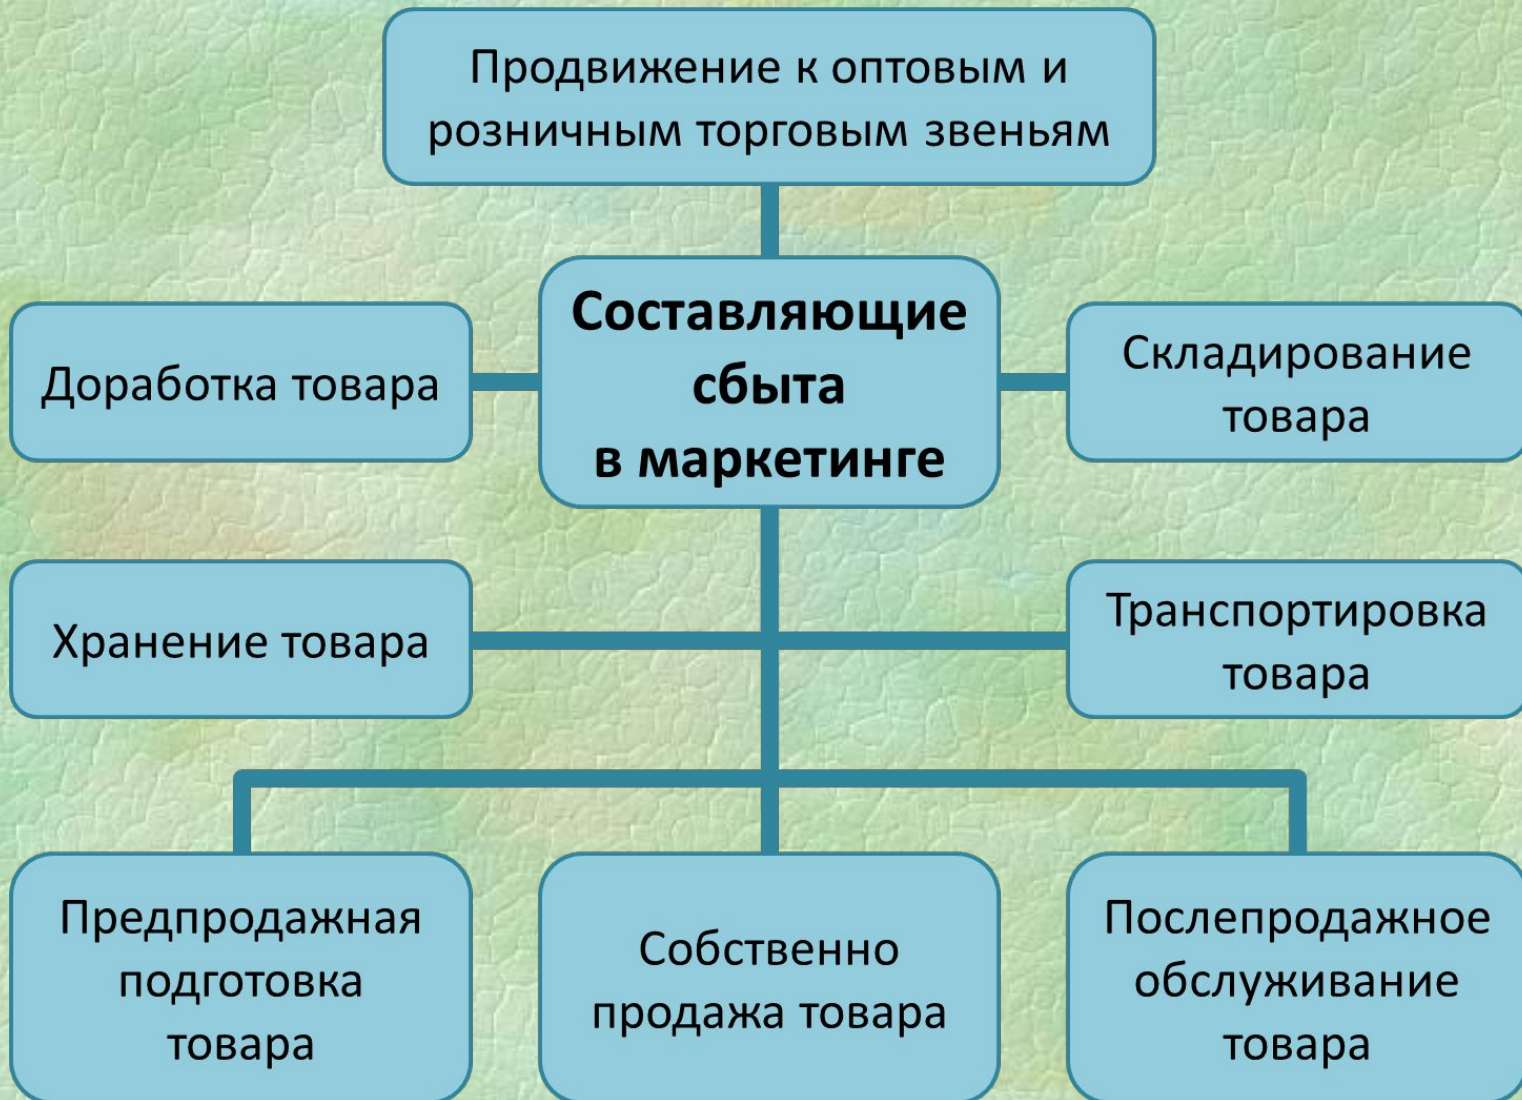 Продвижение к оптовым и
розничным торговым звеньям
Составляющие
сбыта
в маркетинге
Доработка товара
Складирование
товара
Хранение товара
Транспортировка
товара
Предпродажная
подготовка
товара
Собственно
продажа товара
Послепродажное
обслуживание
товара